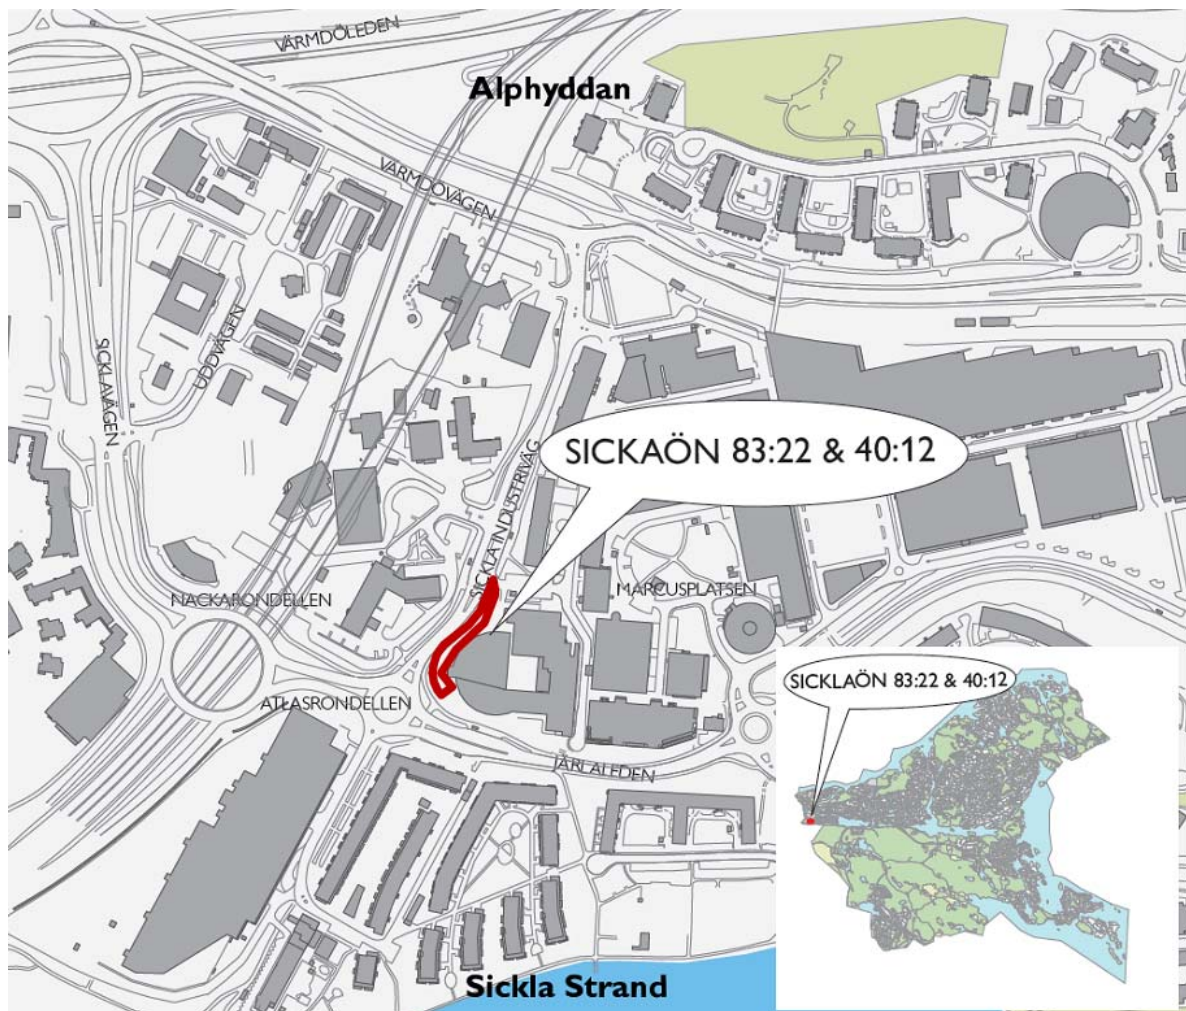 VÄRMDÖLEDEN
Alphyddan
VÄRMDÖVÄGEN
UDDVÄGEN
SICKLAVÄGEN
SICKAÖN 83:22 & 40:12
SICKLA INDUSTRIVÄG
MARCUSPLATSEN
NACKARONDELLEN
ATLASRONDELLEN
JÄRLALEDEN
SICKLAÖN 83:22 & 40:12
Sickla Strand